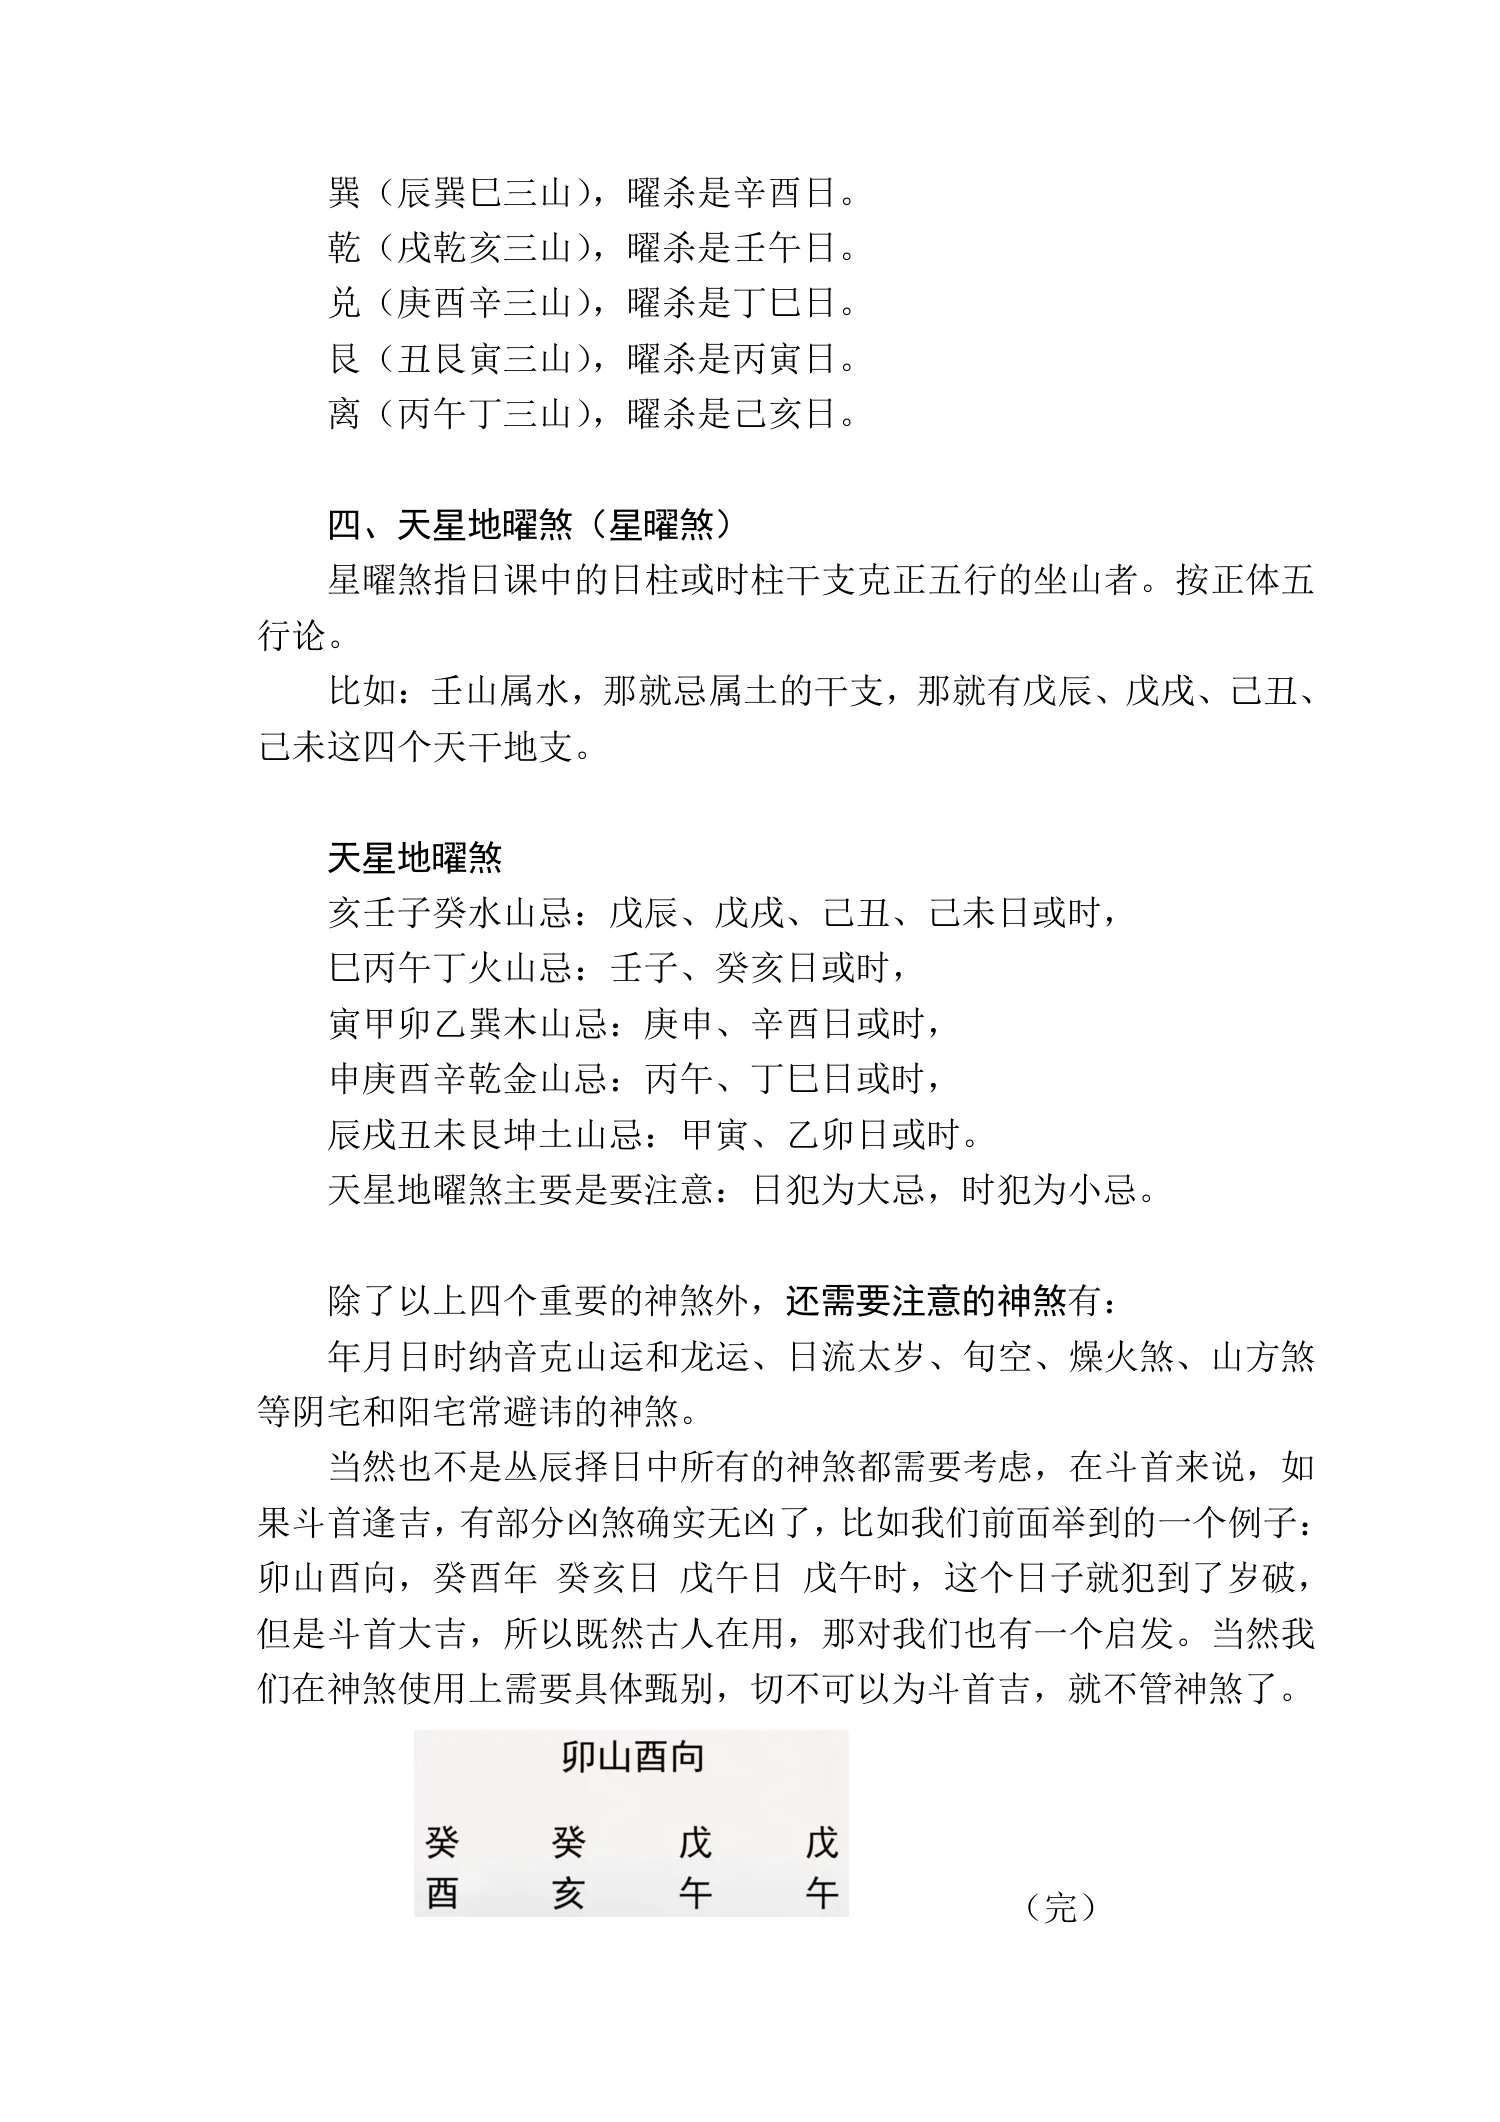 巽（辰巽巳三山），曜杀是辛酉日。
乾（戌乾亥三山），曜杀是壬午日。
兑（庚酉辛三山），曜杀是丁巳日。
艮（丑艮寅三山），曜杀是丙寅日。
离（丙午丁三山），曜杀是己亥日。
四、天星地曜煞（星曜煞）
星曜煞指日课中的日柱或时柱干支克正五行的坐山者。按正体五
行论。
比如：壬山属水，那就忌属土的干支，那就有戊辰、戊戌、己丑、
己未这四个天干地支。
天星地曜煞
亥壬子癸水山忌：戊辰、戊戌、己丑、己未日或时，
巳丙午丁火山忌：壬子、癸亥日或时，
寅甲卯乙巽木山忌：庚申、辛酉日或时，
申庚酉辛乾金山忌：丙午、丁巳日或时，
辰戌丑未艮坤土山忌：甲寅、乙卯日或时。
天星地曜煞主要是要注意：日犯为大忌，时犯为小忌。
除了以上四个重要的神煞外，还需要注意的神煞有：
年月日时纳音克山运和龙运、日流太岁、旬空、燥火煞、山方煞
等阴宅和阳宅常避讳的神煞。
当然也不是丛辰择日中所有的神煞都需要考虑，在斗首来说，如
果斗首逢吉，有部分凶煞确实无凶了，比如我们前面举到的一个例子：
卯山酉向，癸酉年 癸亥日 戊午日 戊午时，这个日子就犯到了岁破，
但是斗首大吉，所以既然古人在用，那对我们也有一个启发。当然我
们在神煞使用上需要具体甄别，切不可以为斗首吉，就不管神煞了。
卯山酉向
癸 癸 戊 戊
酉 亥 午 午
（完）